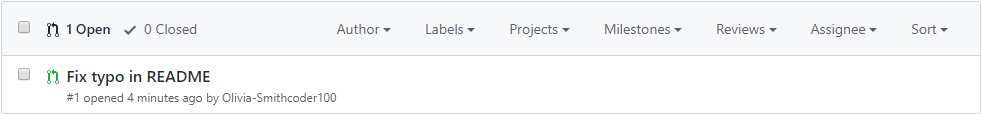 1 Open 0 Closed Author Labels Projects Milestones Reviews Assignee Sort
Fix typo in README
#1 opened 4 minutes ago by Olivia-Smithcoder100